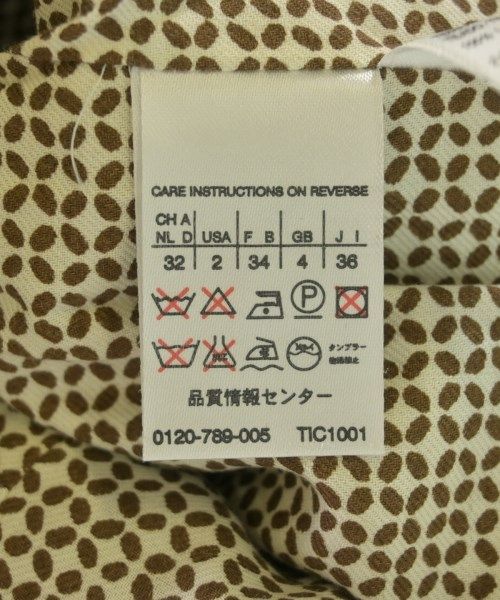 CARE INSTRUCTIONS ON REVERSE
CH A
NL D USA F B GB J I
32 2 34 4 36
P
タンブラー
乾燥禁止
品質情報センター
0120-789-005 TIC1001